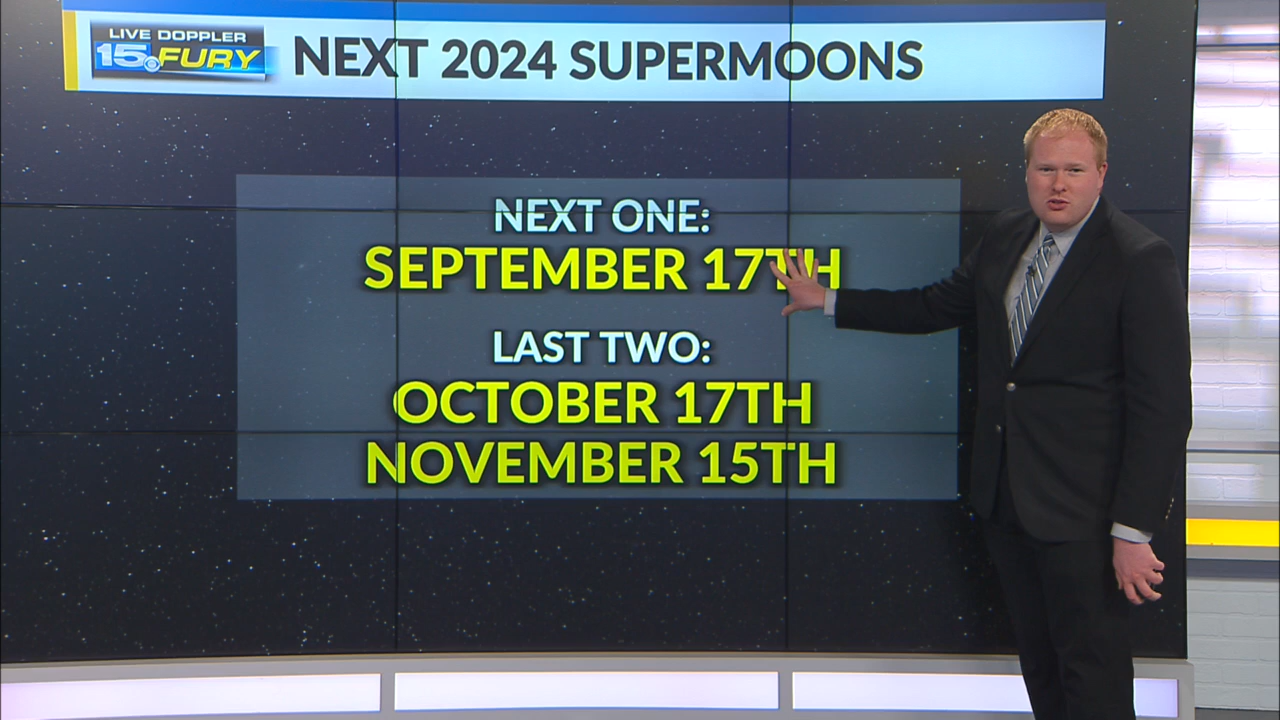 LIVE DOPPLER
15 FURY
NEXT 2024 SUPERMOONS
NEXT ONE:
SEPTEMBER 17TH
LAST TWO:
OCTOBER 17TH
NOVEMBER 15TH